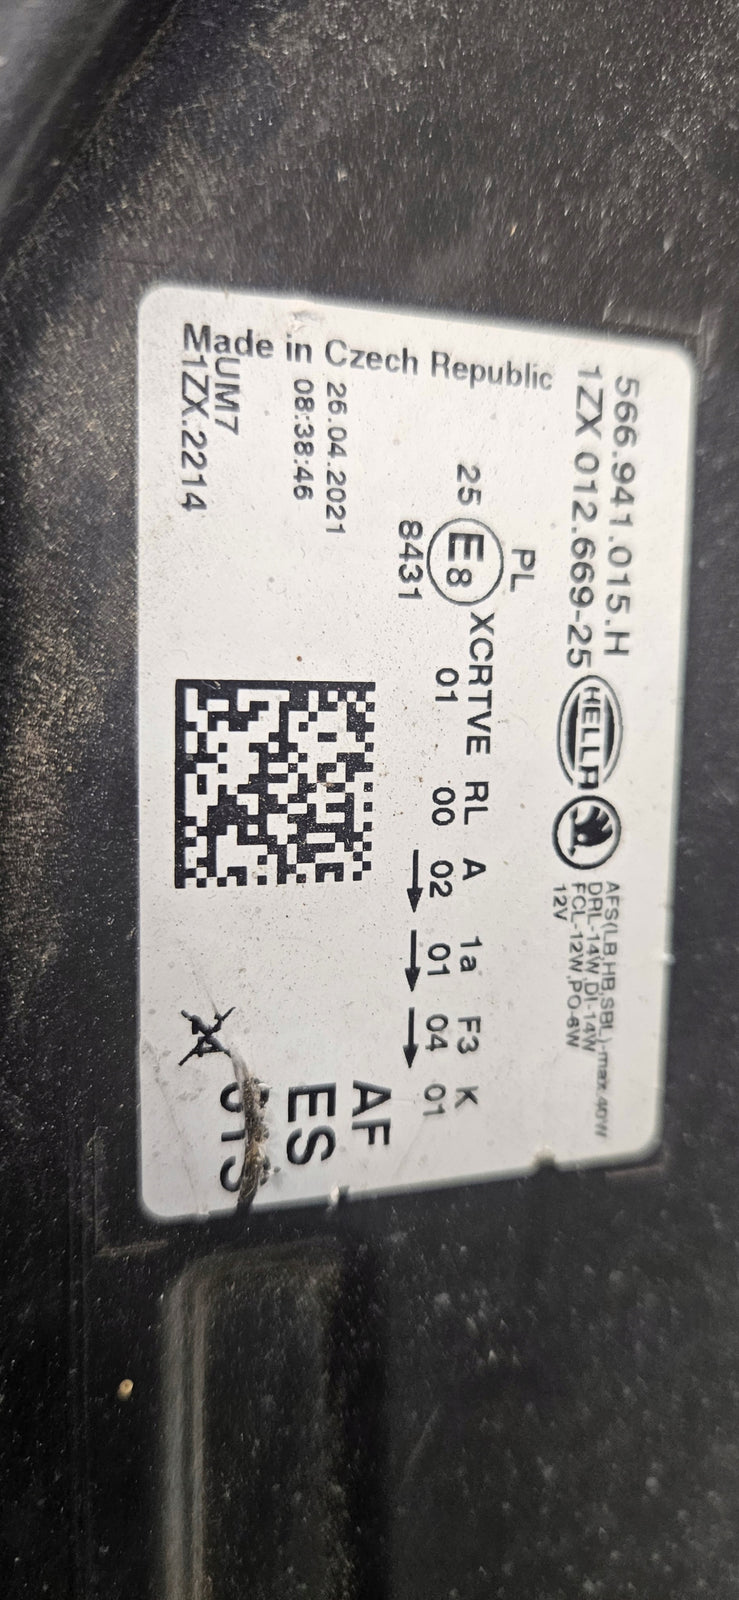 566.941.015.H
1ZX 012.669-25
HELLA
AFS(LB,HB,SBL)-max.40W
DRL-14W,DI-14W
FCL-12W,PO-6W
12V
PL
25 E8 XCRTVE RL A 1a F3 K
8431 01 00 02 01 04 01
Made in Czech Republic
26.04.2021
08:38:46
UM7
1ZX.2214
AF
ES